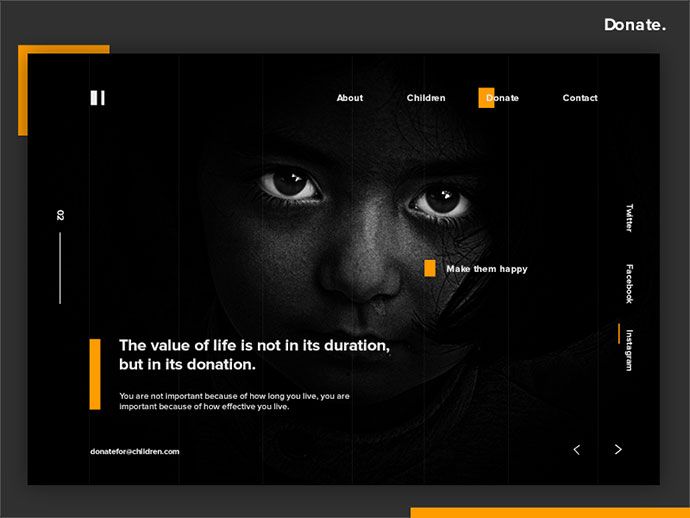 Donate.
About
Children
Donate
Contact
02
Twitter
Facebook
Instagram
Make them happy
The value of life is not in its duration,
but in its donation.
You are not important because of how long you live, you are
important because of how effective you live.
donatefor@children.com